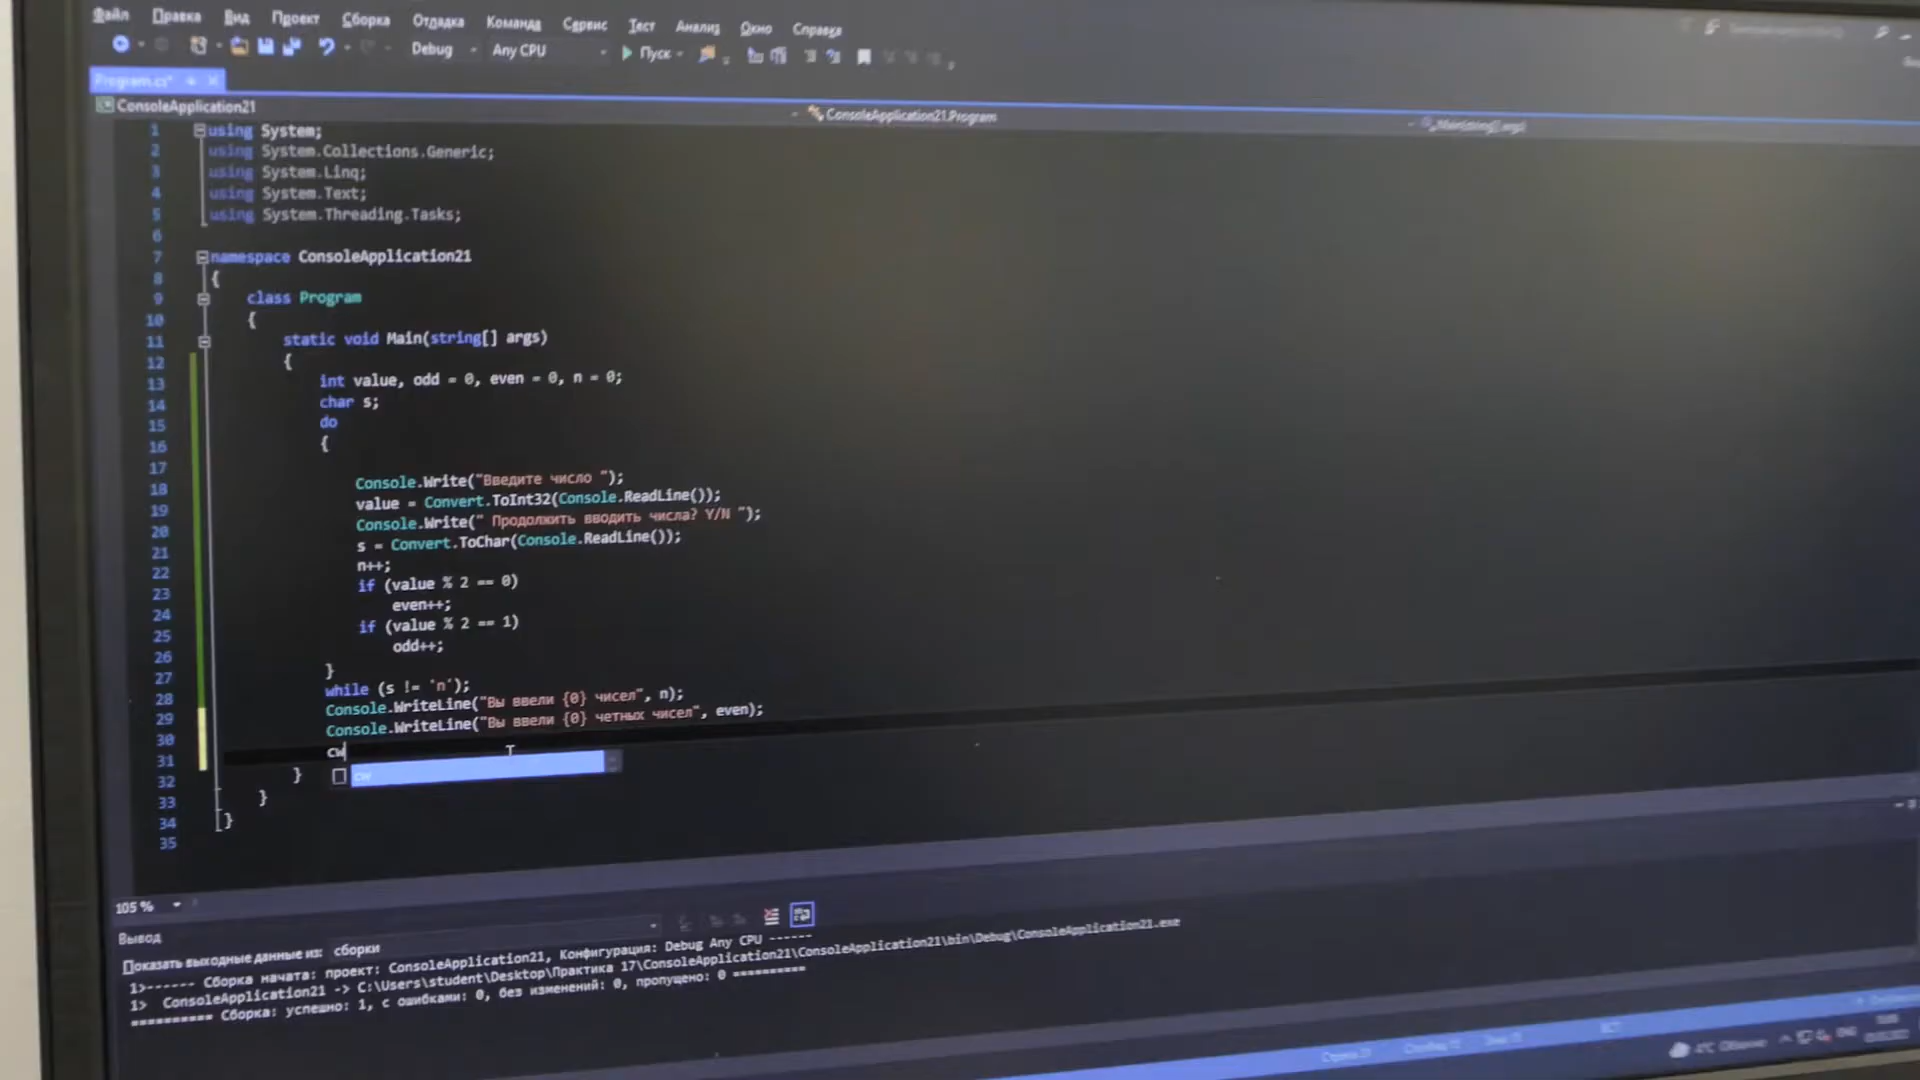 Файл Правка Вид Проект Сборка Отладка Команда Сервис Тест Анализ Окно Справка
Debug Any CPU Пуск
Program.cs*
ConsoleApplication21 ConsoleApplication21.Program Main(string[] args)
1 using System;
2 using System.Collections.Generic;
3 using System.Linq;
4 using System.Text;
5 using System.Threading.Tasks;
6
7 namespace ConsoleApplication21
8 {
9 class Program
10 {
11 static void Main(string[] args)
12 {
13 int value, odd = 0, even = 0, n = 0;
14 char s;
15 do
16 {
17
18 Console.Write("Введите число ");
19 value = Convert.ToInt32(Console.ReadLine());
20 Console.Write(" Продолжить вводить числа? Y/N ");
21 s = Convert.ToChar(Console.ReadLine());
22 n++;
23 if (value % 2 == 0)
24 even++;
25 if (value % 2 == 1)
26 odd++;
27 }
28 while (s != 'n');
29 Console.WriteLine("Вы ввели {0} чисел", n);
30 Console.WriteLine("Вы ввели {0} четных чисел", even);
31 cw
32 }
cw
33 }
34 }
35
105 %
Вывод
Показать выходные данные из: сборки
1>------ Сборка начата: проект: ConsoleApplication21, Конфигурация: Debug Any CPU ------
1> ConsoleApplication21 -> C:\Users\student\Desktop\Практика 17\ConsoleApplication21\ConsoleApplication21\bin\Debug\ConsoleApplication21.exe
========== Сборка: успешно: 1, с ошибками: 0, без изменений: 0, пропущено: 0 ==========
4°C